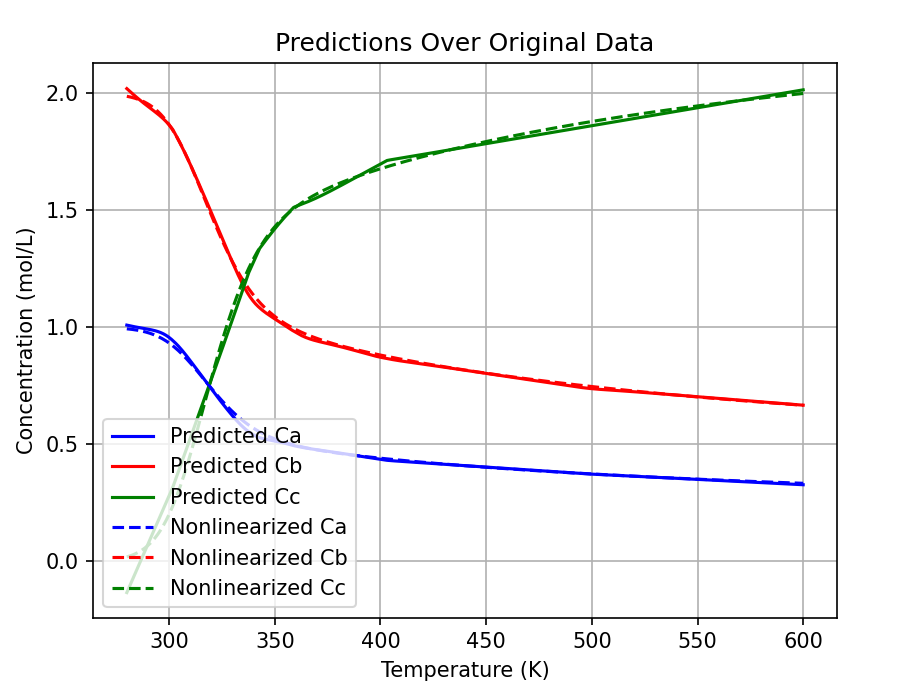 Predictions Over Original Data
Concentration (mol/L)
2.0
1.5
1.0
0.5
0.0
Predicted Ca
Predicted Cb
Predicted Cc
Nonlinearized Ca
Nonlinearized Cb
Nonlinearized Cc
300 350 400 450 500 550 600
Temperature (K)